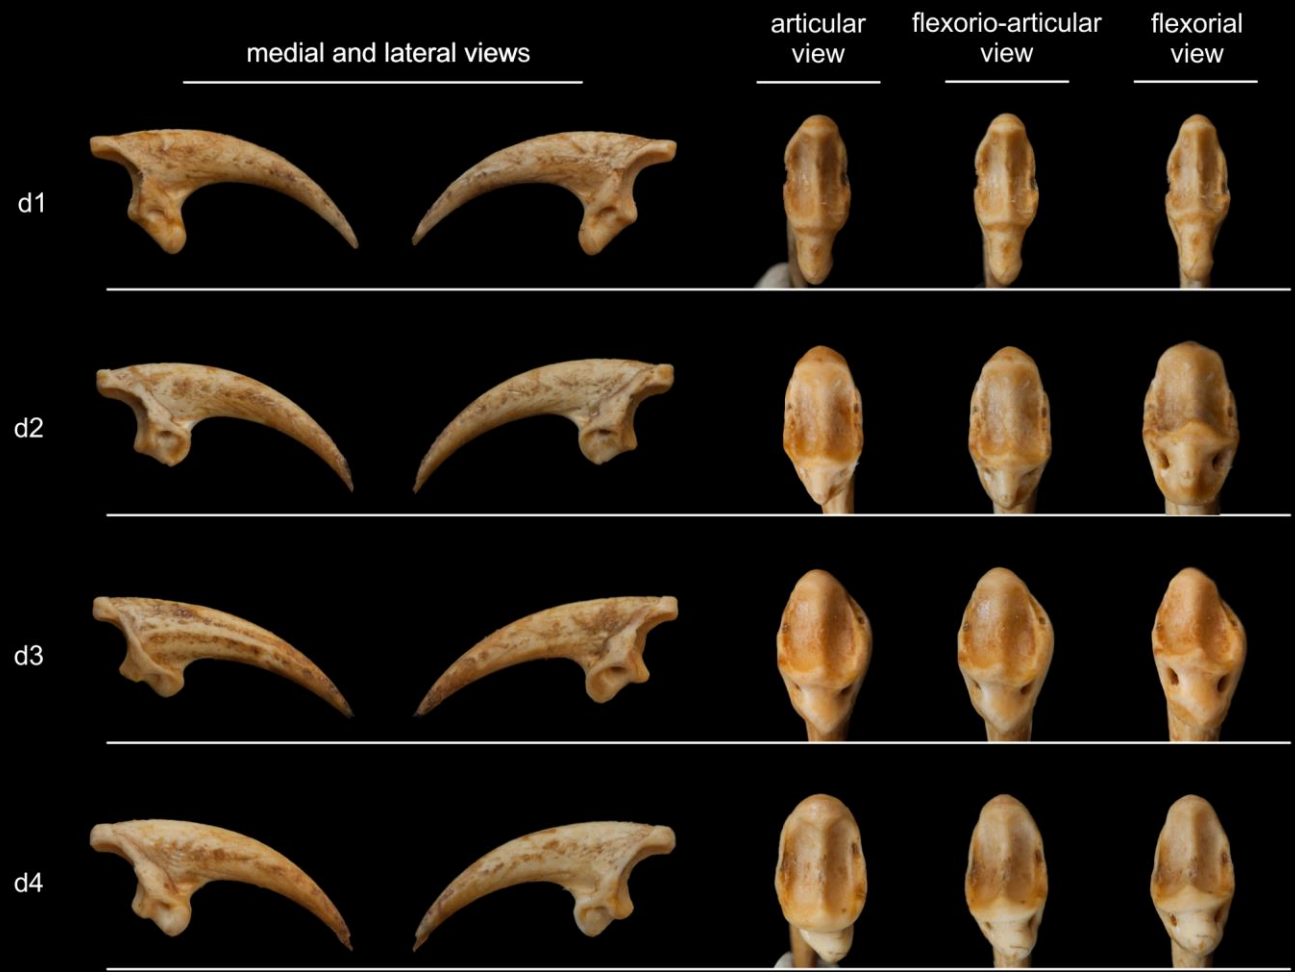 medial and lateral views
articular
view
flexorio-articular
view
flexorial
view
d1
d2
d3
d4